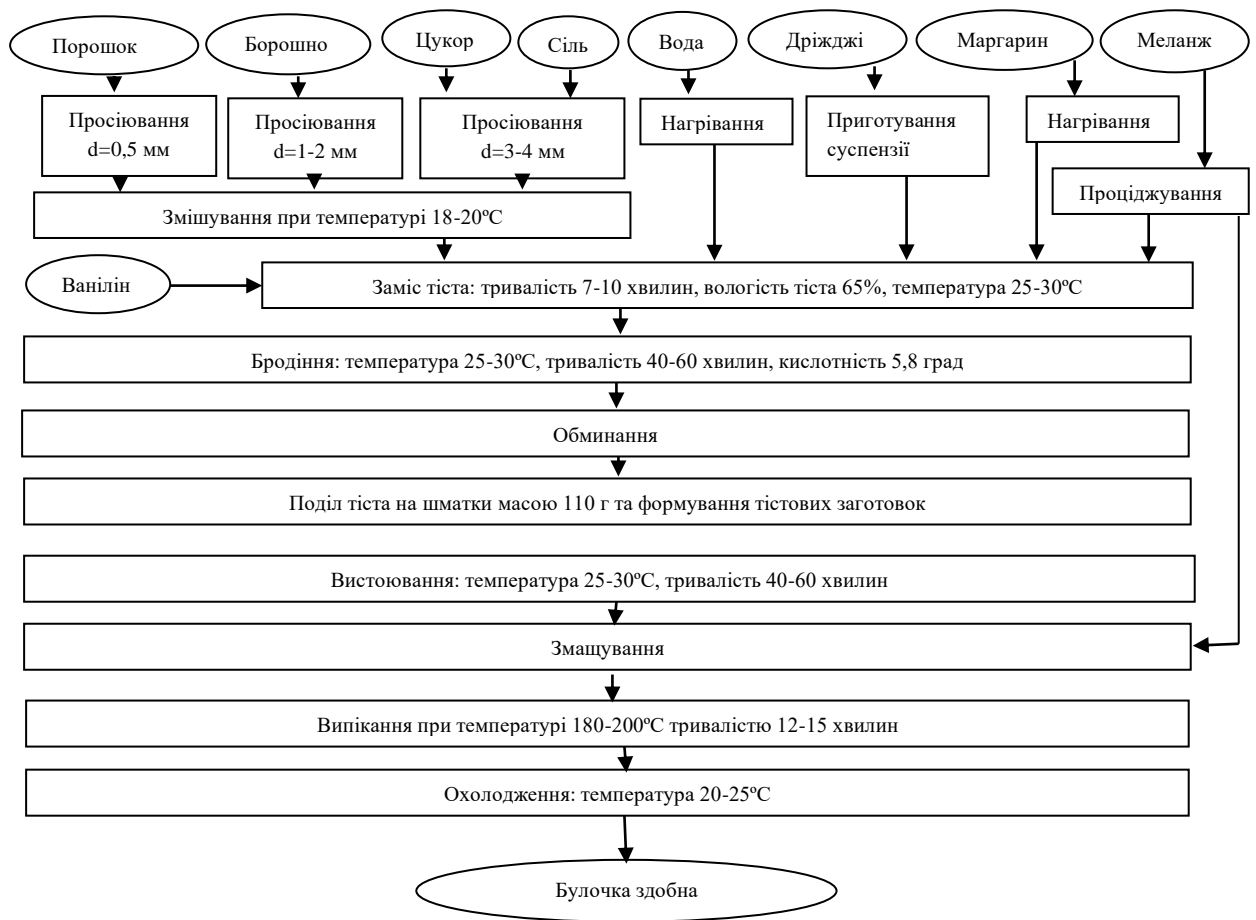 Порошок
Борошно
Цукор
Сіль
Вода
Дріжджі
Маргарин
Меланж
Просіювання
d=0,5 мм
Просіювання
d=1-2 мм
Просіювання
d=3-4 мм
Нагрівання
Приготування
суспензії
Нагрівання
Проціджування
Змішування при температурі 18-20ºС
Ванілін
Заміс тіста: тривалість 7-10 хвилин, вологість тіста 65%, температура 25-30ºС
Бродіння: температура 25-30ºС, тривалість 40-60 хвилин, кислотність 5,8 град
Обминання
Поділ тіста на шматки масою 110 г та формування тістових заготовок
Вистоювання: температура 25-30ºС, тривалість 40-60 хвилин
Змащування
Випікання при температурі 180-200ºС тривалістю 12-15 хвилин
Охолодження: температура 20-25ºС
Булочка здобна